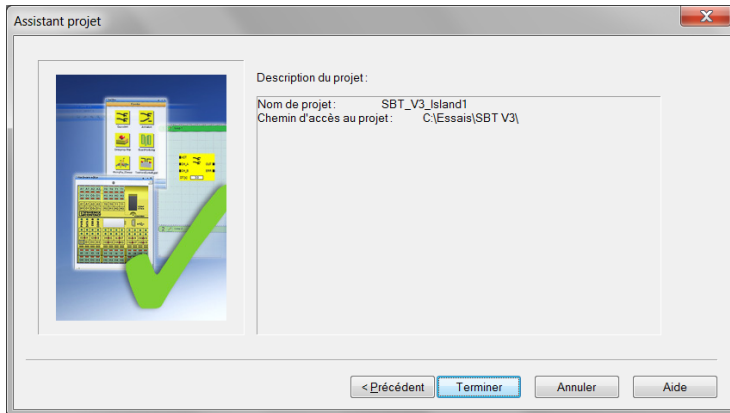 Assistant projet
Description du projet :
Nom de projet : SBT_V3_Island1
Chemin d'accès au projet : C:\Essais\SBT V3\
< Précédent
Terminer
Annuler
Aide